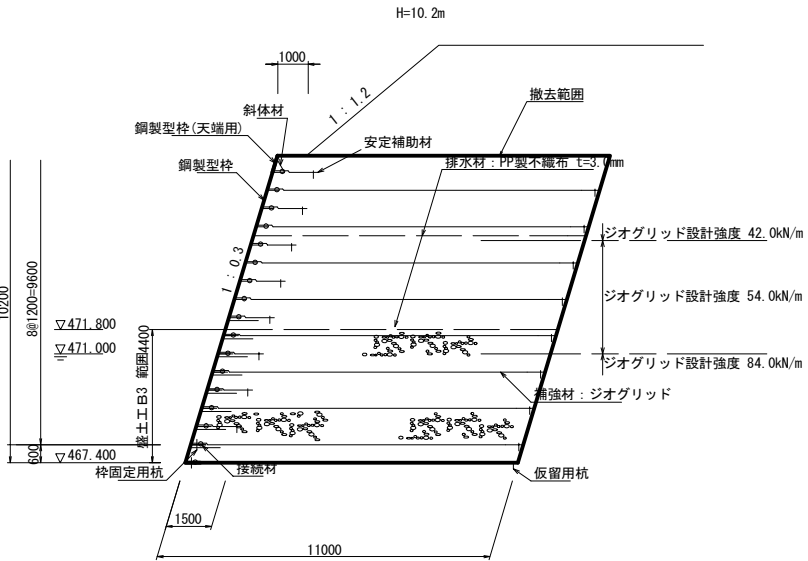 H=10.2m
1000
1：1.2
斜体材
撤去範囲
鋼製型枠(天端用)
安定補助材
鋼製型枠
排水材：PP製不織布 t=3.0mm
ジオグリッド設計強度 42.0kN/m
1：0.3
ジオグリッド設計強度 54.0kN/m
10200
8@1200=9600
▽471.800
▽471.000
ジオグリッド設計強度 84.0kN/m
盛土工B3 範囲4400
補強材：ジオグリッド
600
▽467.400
枠固定用杭
接続材
仮留用杭
1500
11000